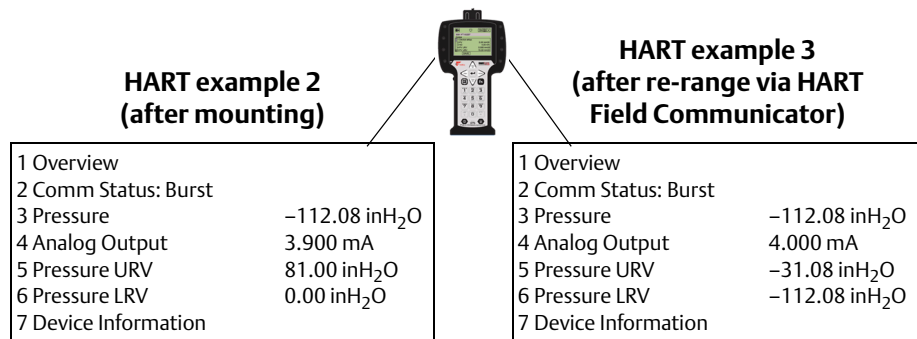 HART example 2
(after mounting)
HART example 3
(after re-range via HART
Field Communicator)
1 Overview
2 Comm Status: Burst
3 Pressure –112.08 inH₂O
4 Analog Output 3.900 mA
5 Pressure URV 81.00 inH₂O
6 Pressure LRV 0.00 inH₂O
7 Device Information
1 Overview
2 Comm Status: Burst
3 Pressure –112.08 inH₂O
4 Analog Output 4.000 mA
5 Pressure URV –31.08 inH₂O
6 Pressure LRV –112.08 inH₂O
7 Device Information